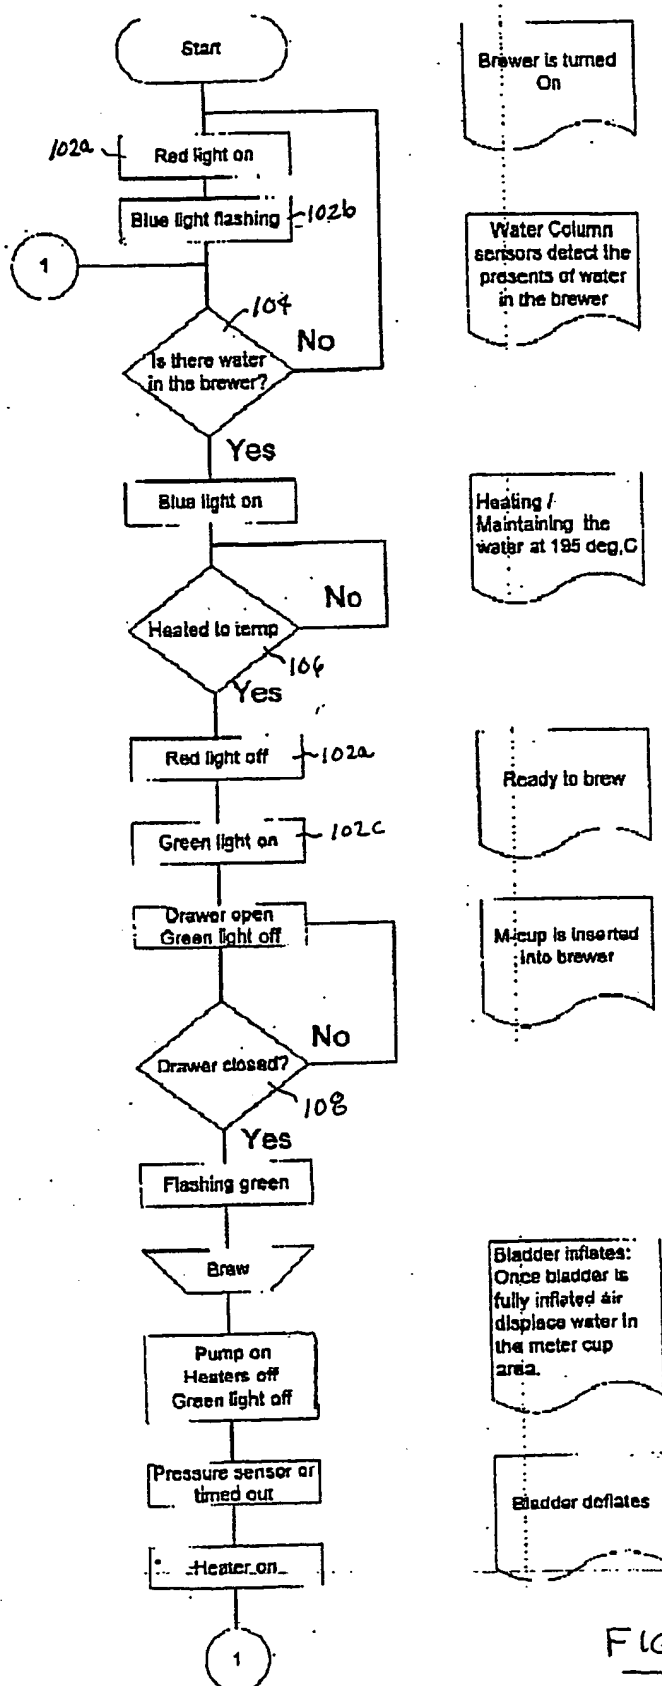 Start
Brewer is turned
On
102a
Red light on
Blue light flashing
102b
1
Water Column
sensors detect the
presents of water
in the brewer
104
No
Is there water
in the brewer?
Yes
Blue light on
Heating /
Maintaining the
water at 195 deg,C
No
Heated to temp
106
Yes
Red light off
102a
Ready to brew
Green light on
102c
Drawer open
Green light off
M-cup is inserted
into brewer
No
Drawer closed?
108
Yes
Flashing green
Brew
Bladder inflates:
Once bladder is
fully inflated air
displace water in
the meter cup
area.
Pump on
Heaters off
Green light off
Pressure sensor or
timed out
Bladder deflates
Heater on
1
FIG